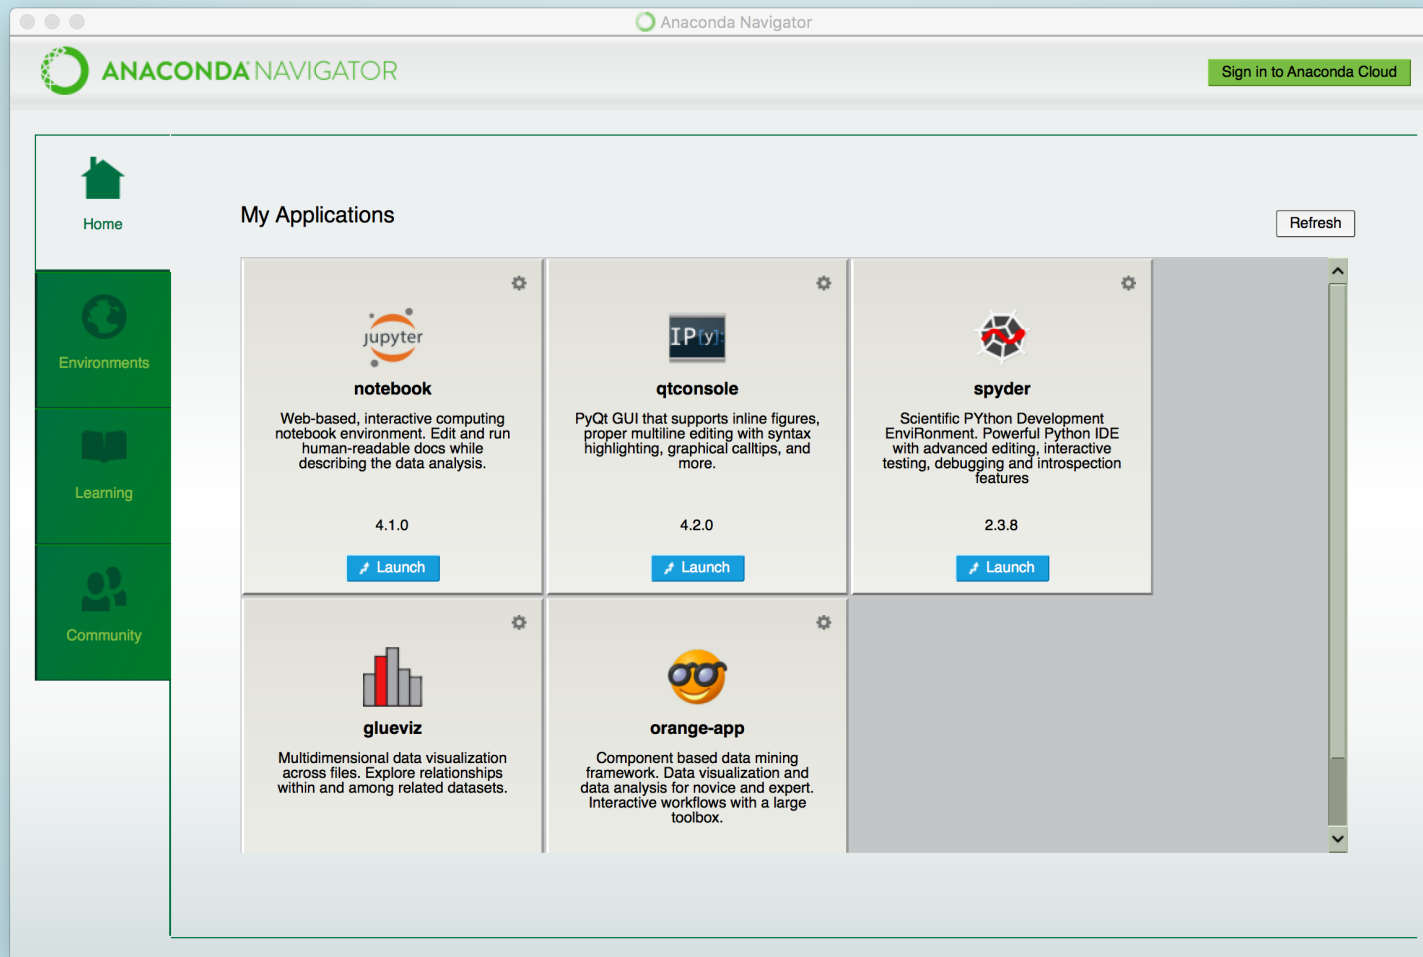 Anaconda Navigator
ANACONDA NAVIGATOR
Sign in to Anaconda Cloud
Home
My Applications
Refresh
Environments
Learning
Community
jupyter
notebook
Web-based, interactive computing
notebook environment. Edit and run
human-readable docs while
describing the data analysis.
4.1.0
Launch
IP[y]:
qtconsole
PyQt GUI that supports inline figures,
proper multiline editing with syntax
highlighting, graphical calltips, and
more.
4.2.0
Launch
spyder
Scientific PYthon Development
EnviRonment. Powerful Python IDE
with advanced editing, interactive
testing, debugging and introspection
features
2.3.8
Launch
glueviz
Multidimensional data visualization
across files. Explore relationships
within and among related datasets.
orange-app
Component based data mining
framework. Data visualization and
data analysis for novice and expert.
Interactive workflows with a large
toolbox.